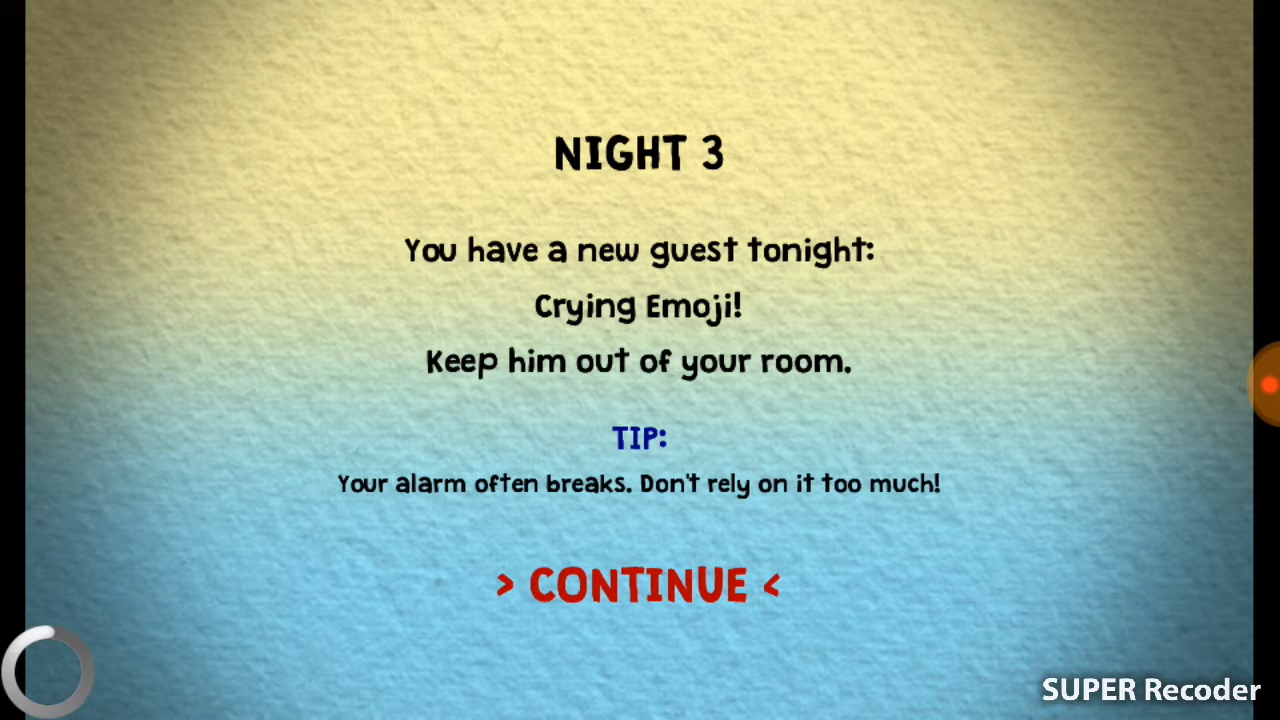 NIGHT 3
You have a new guest tonight:
Crying Emoji!
Keep him out of your room.
TIP:
Your alarm often breaks. Don't rely on it too much!
> CONTINUE <
SUPER Recoder